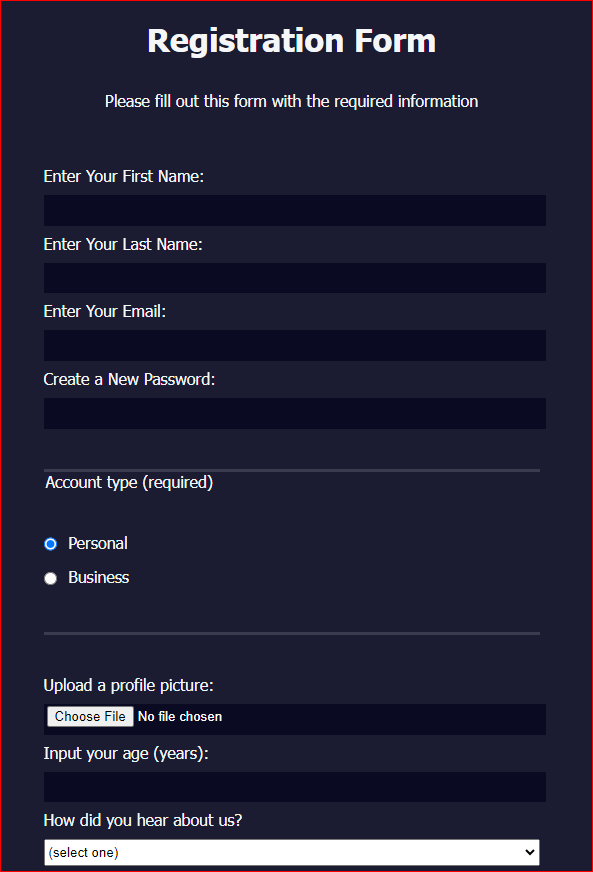 Registration Form
Please fill out this form with the required information
Enter Your First Name:
Enter Your Last Name:
Enter Your Email:
Create a New Password:
Account type (required)
Personal
Business
Upload a profile picture:
Choose File No file chosen
Input your age (years):
How did you hear about us?
(select one)